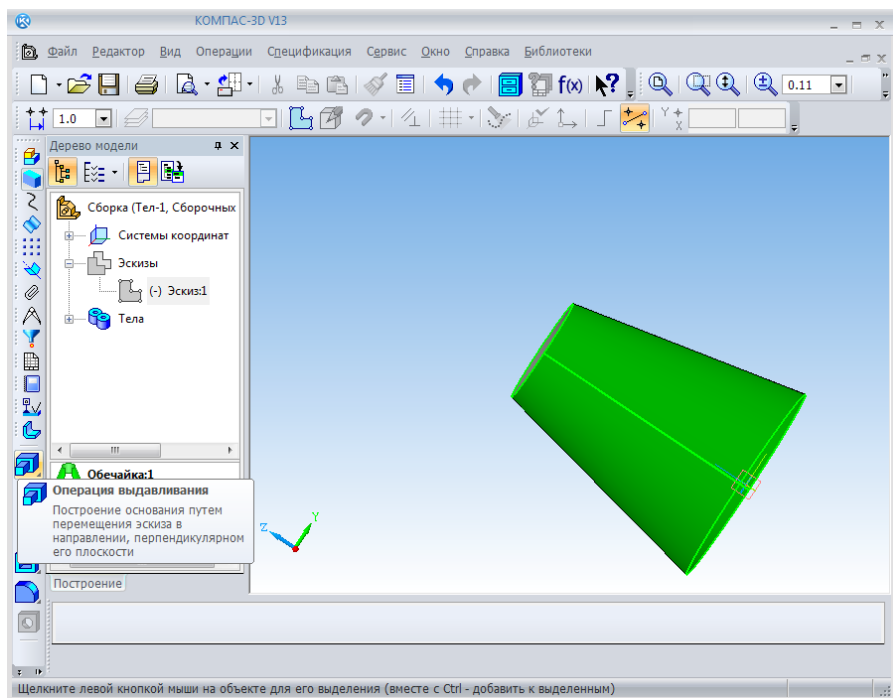 КОМПАС-3D V13
Файл Редактор Вид Операции Спецификация Сервис Окно Справка Библиотеки
f(x) ? 0.11
1.0 Y X
Дерево модели
Сборка (Тел-1, Сборочных
Системы координат
Эскизы
(-) Эскиз:1
Тела
Обечайка:1
Операция выдавливания
Построение основания путем
перемещения эскиза в
направлении, перпендикулярном
его плоскости
Z Y
Построение
Щелкните левой кнопкой мыши на объекте для его выделения (вместе с Ctrl - добавить к выделенным)